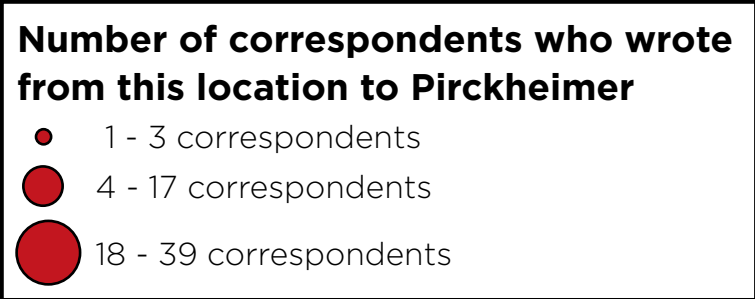 Number of correspondents who wrote
from this location to Pirckheimer
1 - 3 correspondents
4 - 17 correspondents
18 - 39 correspondents